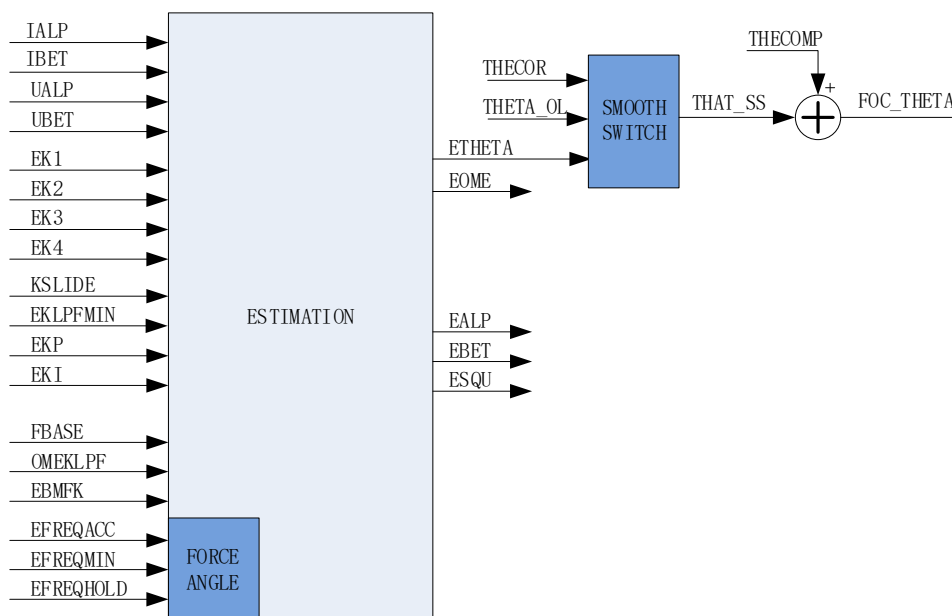 IALP
IBET
UALP
UBET
EK1
EK2
EK3
EK4
KSLIDE
EKLPFMIN
EKP
EKI
FBASE
OMEKLPF
EBMFK
EFREQACC
EFREQMIN
EFREQHOLD
FORCE
ANGLE
ESTIMATION
ETHETA
EOME
EALP
EBET
ESQU
THECOR
THETA_OL
SMOOTH
SWITCH
THAT_SS
THECOMP
+
FOC_THETA